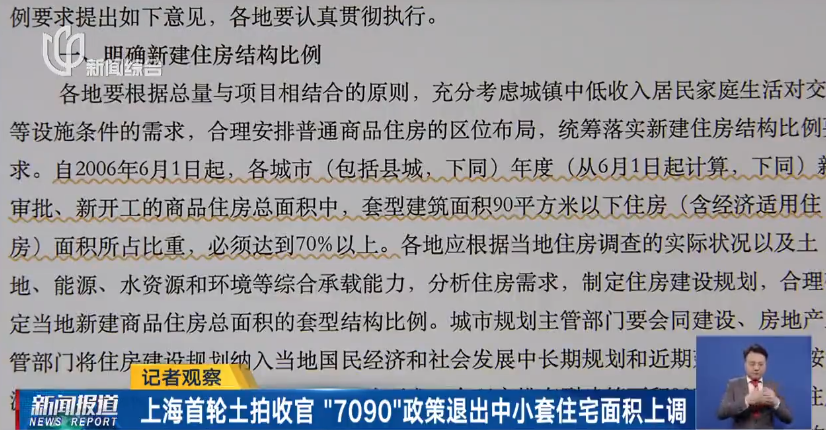 例要求提出如下意见，各地要认真贯彻执行。
一、明确新建住房结构比例
新闻综合
各地要根据总量与项目相结合的原则，充分考虑城镇中低收入居民家庭生活对交
等设施条件的需求，合理安排普通商品住房的区位布局，统筹落实新建住房结构比例
求。自2006年6月1日起，各城市（包括县城，下同）年度（从6月1日起计算，下同）新
审批、新开工的商品住房总面积中，套型建筑面积90平方米以下住房（含经济适用住
房）面积所占比重，必须达到70%以上。各地应根据当地住房调查的实际状况以及土
地、能源、水资源和环境等综合承载能力，分析住房需求，制定住房建设规划，合理
定当地新建商品住房总面积的套型结构比例。城市规划主管部门要会同建设、房地产
管部门将住房建设规划纳入当地国民经济和社会发展中长期规划和近期
记者观察
新闻报道
NEWS REPORT
上海首轮土拍收官 "7090"政策退出中小套住宅面积上调